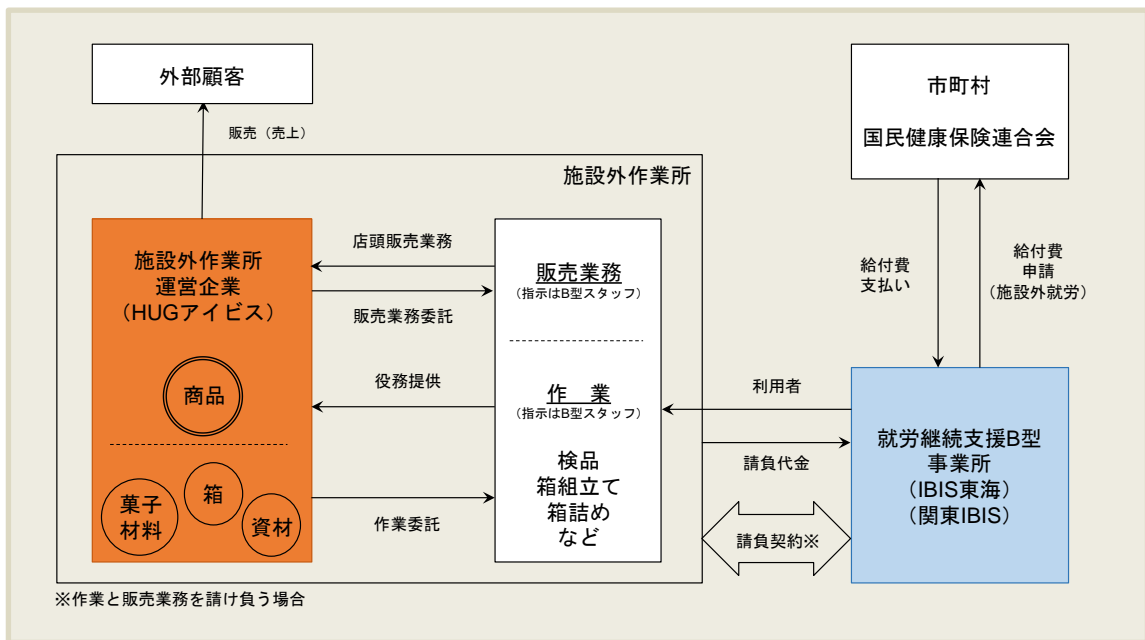 外部顧客
販売（売上）
市町村
国民健康保険連合会
施設外作業所
施設外作業所
運営企業
（HUGアイビス）
商品
菓子
材料
箱
資材
店頭販売業務
販売業務委託
役務提供
作業委託
販売業務
（指示はB型スタッフ）
作　業
（指示はB型スタッフ）
検品
箱組立て
箱詰め
など
利用者
請負代金
請負契約※
給付費
支払い
給付費
申請
（施設外就労）
就労継続支援B型
事業所
（IBIS東海）
（関東IBIS）
※作業と販売業務を請け負う場合